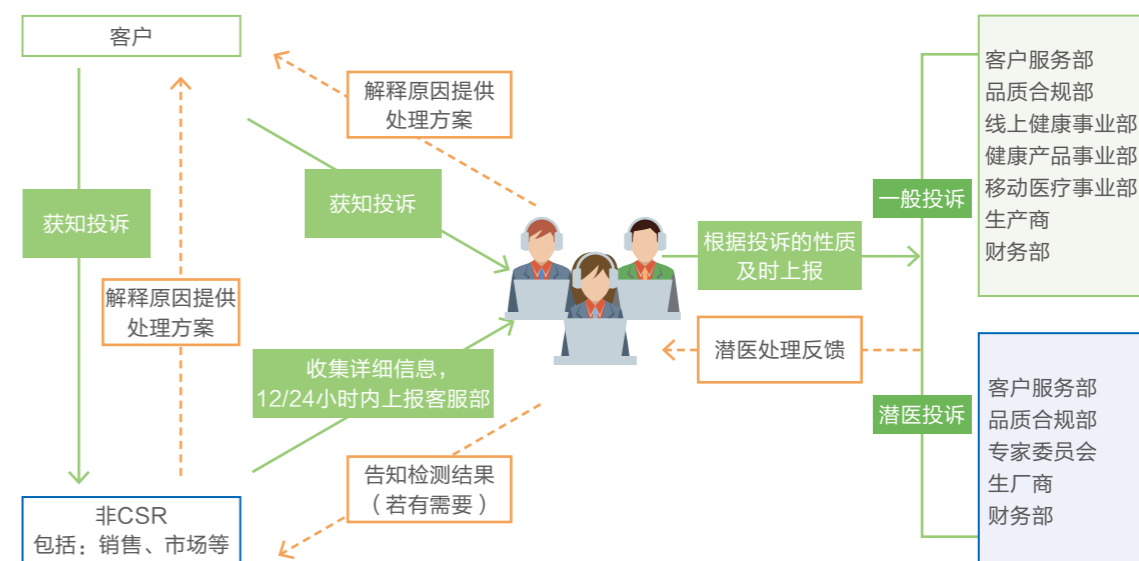 客户
解释原因提供
处理方案
获知投诉
获知投诉
解释原因提供
处理方案
收集详细信息，
12/24小时内上报客服部
告知检测结果
（若有需要）
非CSR
包括：销售、市场等
根据投诉的性质
及时上报
潜医处理反馈
一般投诉
客户服务部
品质合规部
线上健康事业部
健康产品事业部
移动医疗事业部
生产商
财务部
潜医投诉
客户服务部
品质合规部
专家委员会
生厂商
财务部